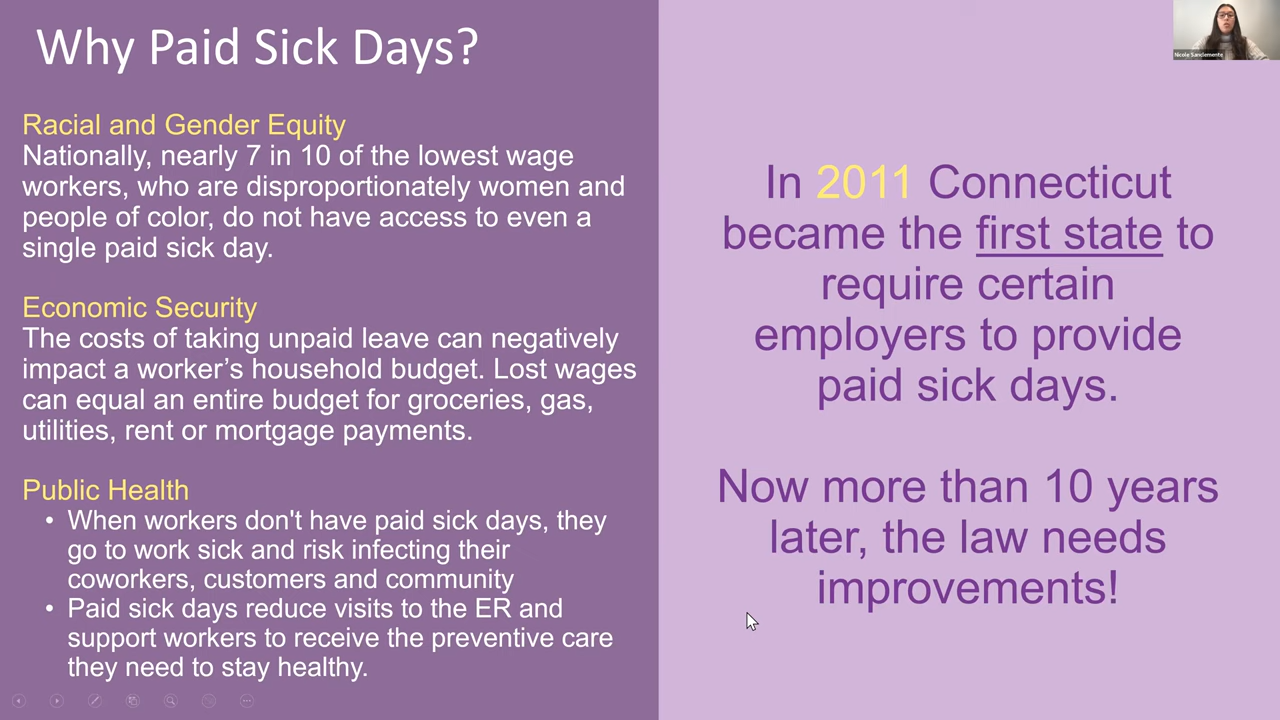 Why Paid Sick Days?
Racial and Gender Equity
Nationally, nearly 7 in 10 of the lowest wage
workers, who are disproportionately women and
people of color, do not have access to even a
single paid sick day.
Economic Security
The costs of taking unpaid leave can negatively
impact a worker’s household budget. Lost wages
can equal an entire budget for groceries, gas,
utilities, rent or mortgage payments.
Public Health
• When workers don't have paid sick days, they
go to work sick and risk infecting their
coworkers, customers and community
• Paid sick days reduce visits to the ER and
support workers to receive the preventive care
they need to stay healthy.
In 2011 Connecticut
became the first state to
require certain
employers to provide
paid sick days.
Now more than 10 years
later, the law needs
improvements!
Nicole Sanclemente